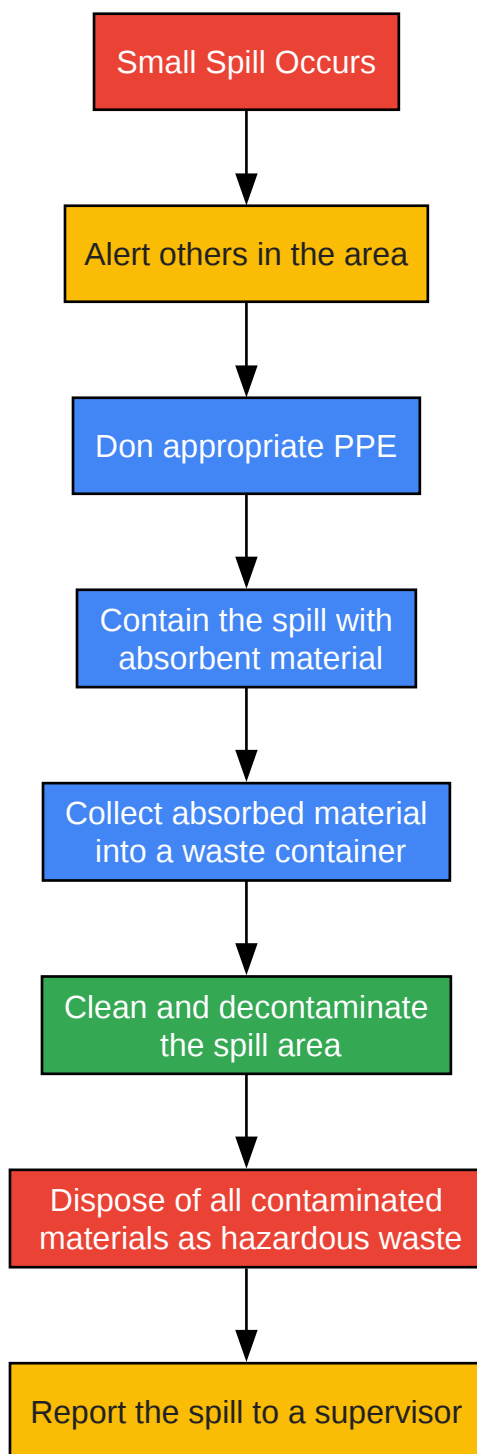 Small Spill Occurs
Alert others in the area
Don appropriate PPE
Contain the spill with
absorbent material
Collect absorbed material
into a waste container
Clean and decontaminate
the spill area
Dispose of all contaminated
materials as hazardous waste
Report the spill to a supervisor